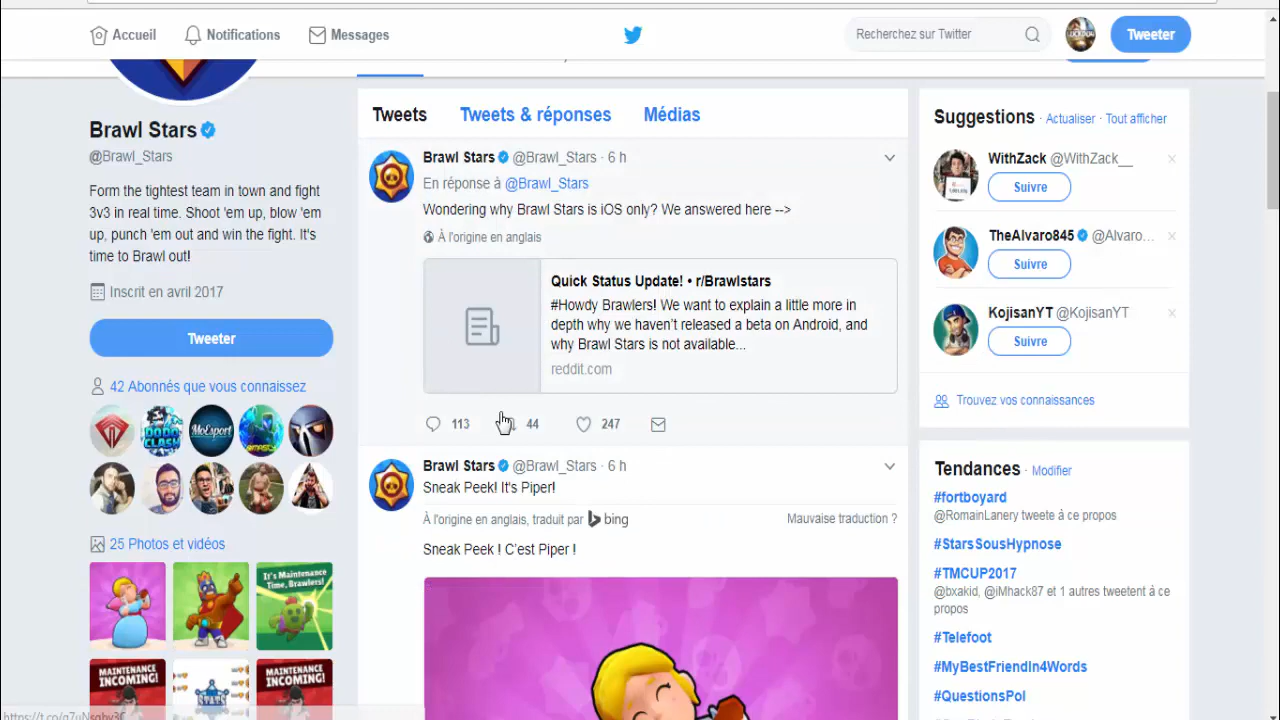 Accueil
Notifications
Messages
Recherchez sur Twitter
Tweeter
Brawl Stars
@Brawl_Stars
Form the tightest team in town and fight
3v3 in real time. Shoot 'em up, blow 'em
up, punch 'em out and win the fight. It's
time to Brawl out!
Inscrit en avril 2017
Tweeter
42 Abonnés que vous connaissez
DODO
CLASH
MoEsport
25 Photos et vidéos
It's Maintenance
Time, Brawlers!
MAINTENANCE
INCOMING!
STARS
MAINTENANCE
INCOMING!
Tweets
Tweets & réponses
Médias
Brawl Stars @Brawl_Stars · 6 h
En réponse à @Brawl_Stars
Wondering why Brawl Stars is iOS only? We answered here -->
À l'origine en anglais
Quick Status Update! • r/Brawlstars
#Howdy Brawlers! We want to explain a little more in
depth why we haven't released a beta on Android, and
why Brawl Stars is not available...
reddit.com
113
44
247
Brawl Stars @Brawl_Stars · 6 h
Sneak Peek! It's Piper!
À l'origine en anglais, traduit par bing
Mauvaise traduction ?
Sneak Peek ! C'est Piper !
Suggestions · Actualiser · Tout afficher
WithZack @WithZack__
Suivre
TheAlvaro845 @Alvaro...
Suivre
KojisanYT @KojisanYT
Suivre
Trouvez vos connaissances
Tendances · Modifier
#fortboyard
@RomainLanery tweete à ce propos
#StarsSousHypnose
#TMCUP2017
@bxakid, @iMhack87 et 1 autres tweetent à ce
propos
#Telefoot
#MyBestFriendIn4Words
#QuestionsPol